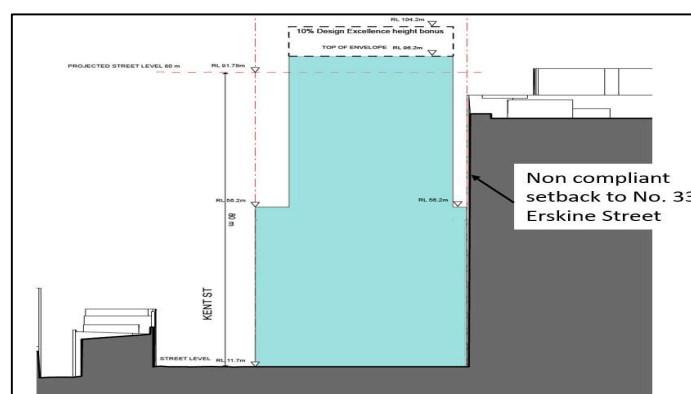 RL 104.2m
10% Design Excellence height bonus
TOP OF ENVELOPE RL 96.2m
PROJECTED STREET LEVEL 80 m RL 91.78m
Non compliant
setback to No. 33
Erskine Street
RL 56.2m RL 56.2m
80 m
KENT ST
STREET LEVEL RL 11.7m